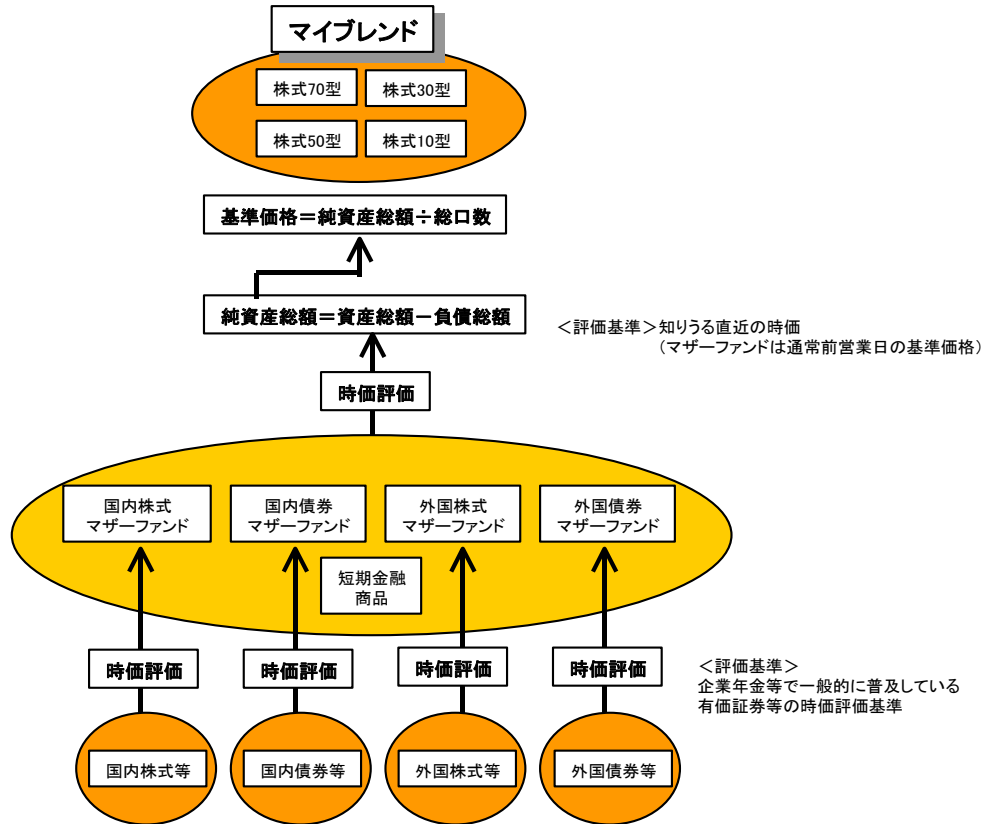 マイブレンド
株式70型
株式30型
株式50型
株式10型
基準価格＝純資産総額÷総口数
純資産総額＝資産総額－負債総額
＜評価基準＞知りうる直近の時価
（マザーファンドは通常前営業日の基準価格）
時価評価
国内株式
マザーファンド
国内債券
マザーファンド
外国株式
マザーファンド
外国債券
マザーファンド
短期金融
商品
時価評価
時価評価
時価評価
時価評価
＜評価基準＞
企業年金等で一般的に普及している
有価証券等の時価評価基準
国内株式等
国内債券等
外国株式等
外国債券等